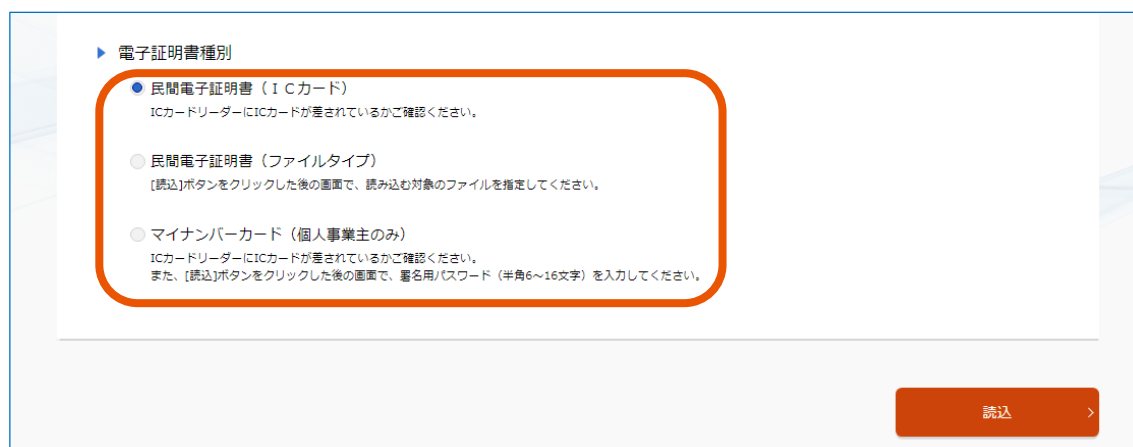 電子証明書種別
民間電子証明書（ＩＣカード）
ICカードリーダーにICカードが差されているかご確認ください。
民間電子証明書（ファイルタイプ）
[読込]ボタンをクリックした後の画面で、読み込む対象のファイルを指定してください。
マイナンバーカード（個人事業主のみ）
ICカードリーダーにICカードが差されているかご確認ください。
また、[読込]ボタンをクリックした後の画面で、署名用パスワード（半角6～16文字）を入力してください。
読込